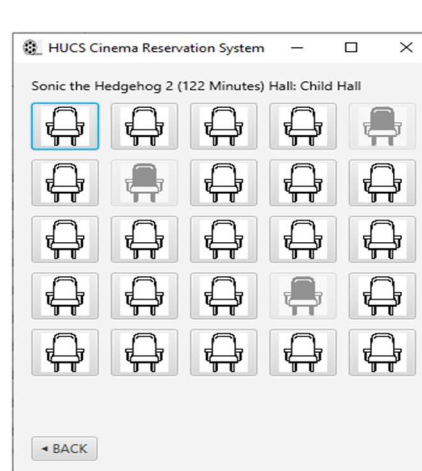 HUCS Cinema Reservation System
Sonic the Hedgehog 2 (122 Minutes) Hall: Child Hall
◄ BACK